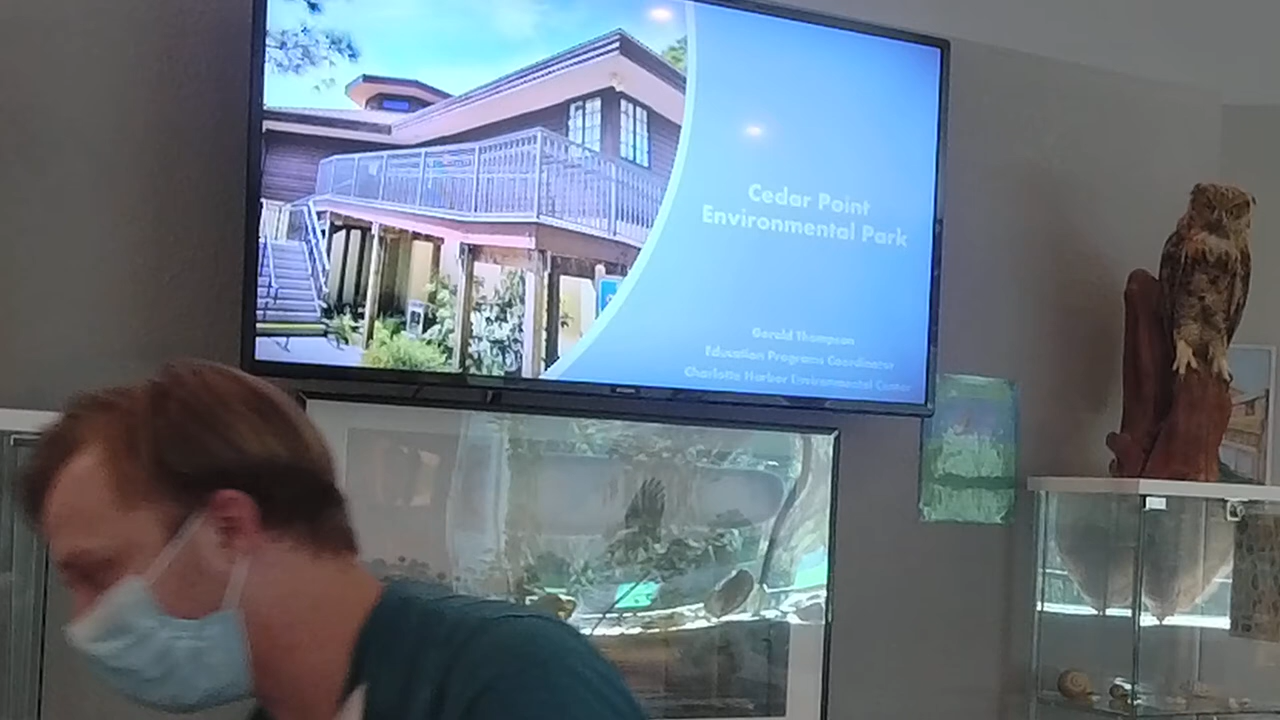 Cedar Point
Environmental Park
Gerald Thompson
Education Programs Coordinator
Charlotte Harbor Environmental Center